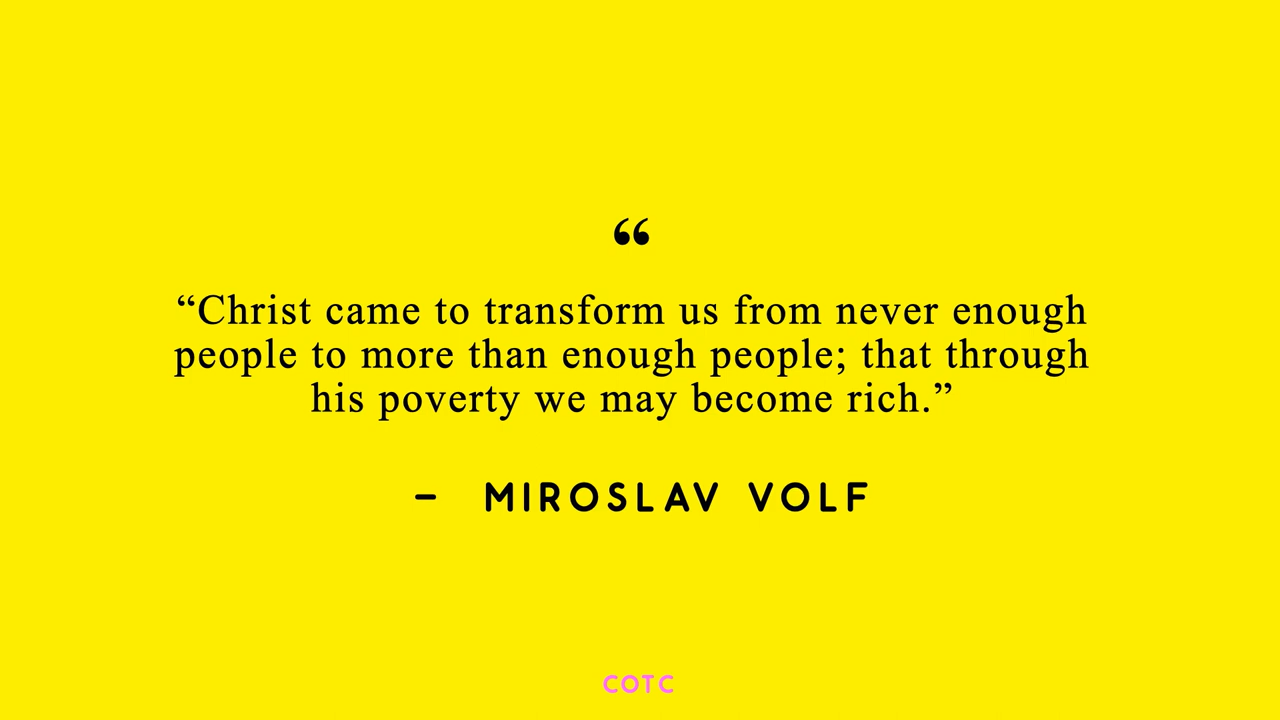 “
“Christ came to transform us from never enough
people to more than enough people; that through
his poverty we may become rich.”
– MIROSLAV VOLF
COTC